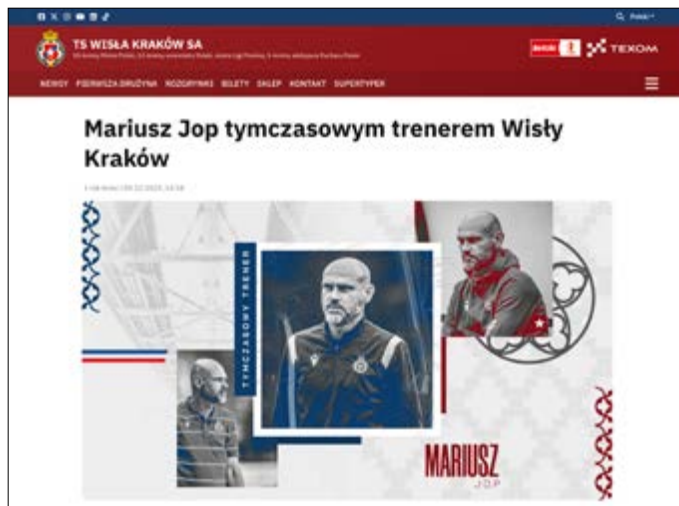 Polski
TS WISŁA KRAKÓW SA
TEXOM
NEWSY PIERWSZA DRUŻYNA ROZGRYWKI BILETY SKLEP KONTAKT SUPERTYPER
Mariusz Jop tymczasowym trenerem Wisły
Kraków
TYMCZASOWY TRENER
MARIUSZ
JOP